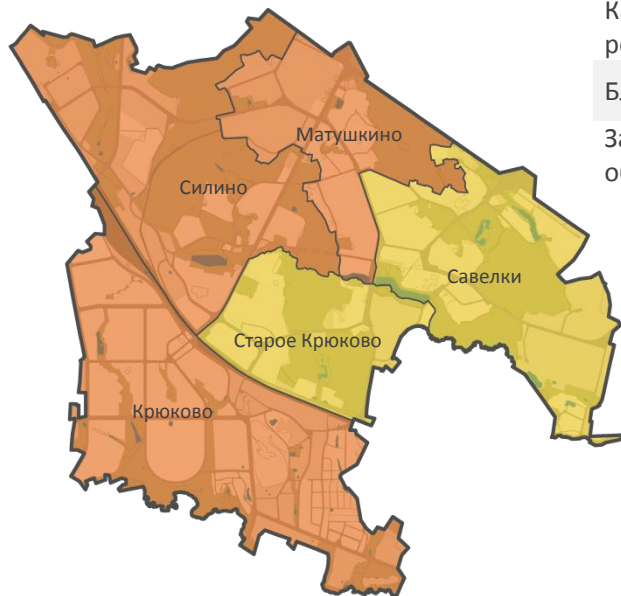 Матушкино
Силино
Савелки
Старое Крюково
Крюково